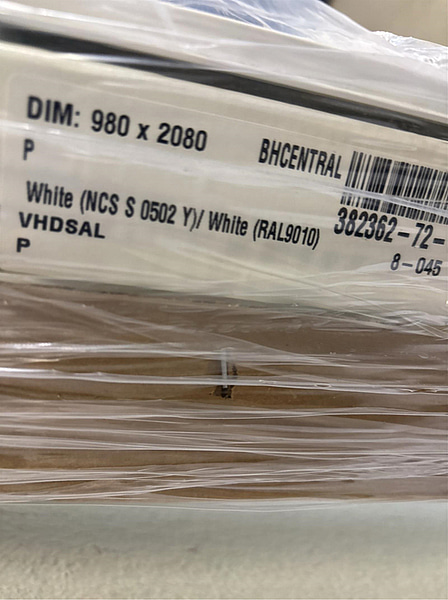 DIM: 980 x 2080
P
BHCENTRAL
White (NCS S 0502 Y)/ White (RAL9010)
382362-72-
VHDSAL
8-045
P